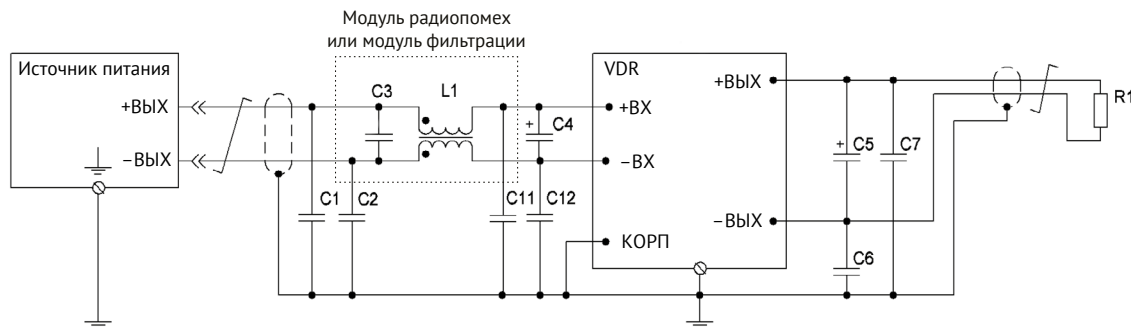 Модуль радиопомех
или модуль фильтрации
Источник питания
+ВЫХ
−ВЫХ
C3
L1
+
C4
C1
C2
C11
C12
VDR
+ВХ
−ВХ
КОРП
+ВЫХ
−ВЫХ
+
C5
C7
C6
R1